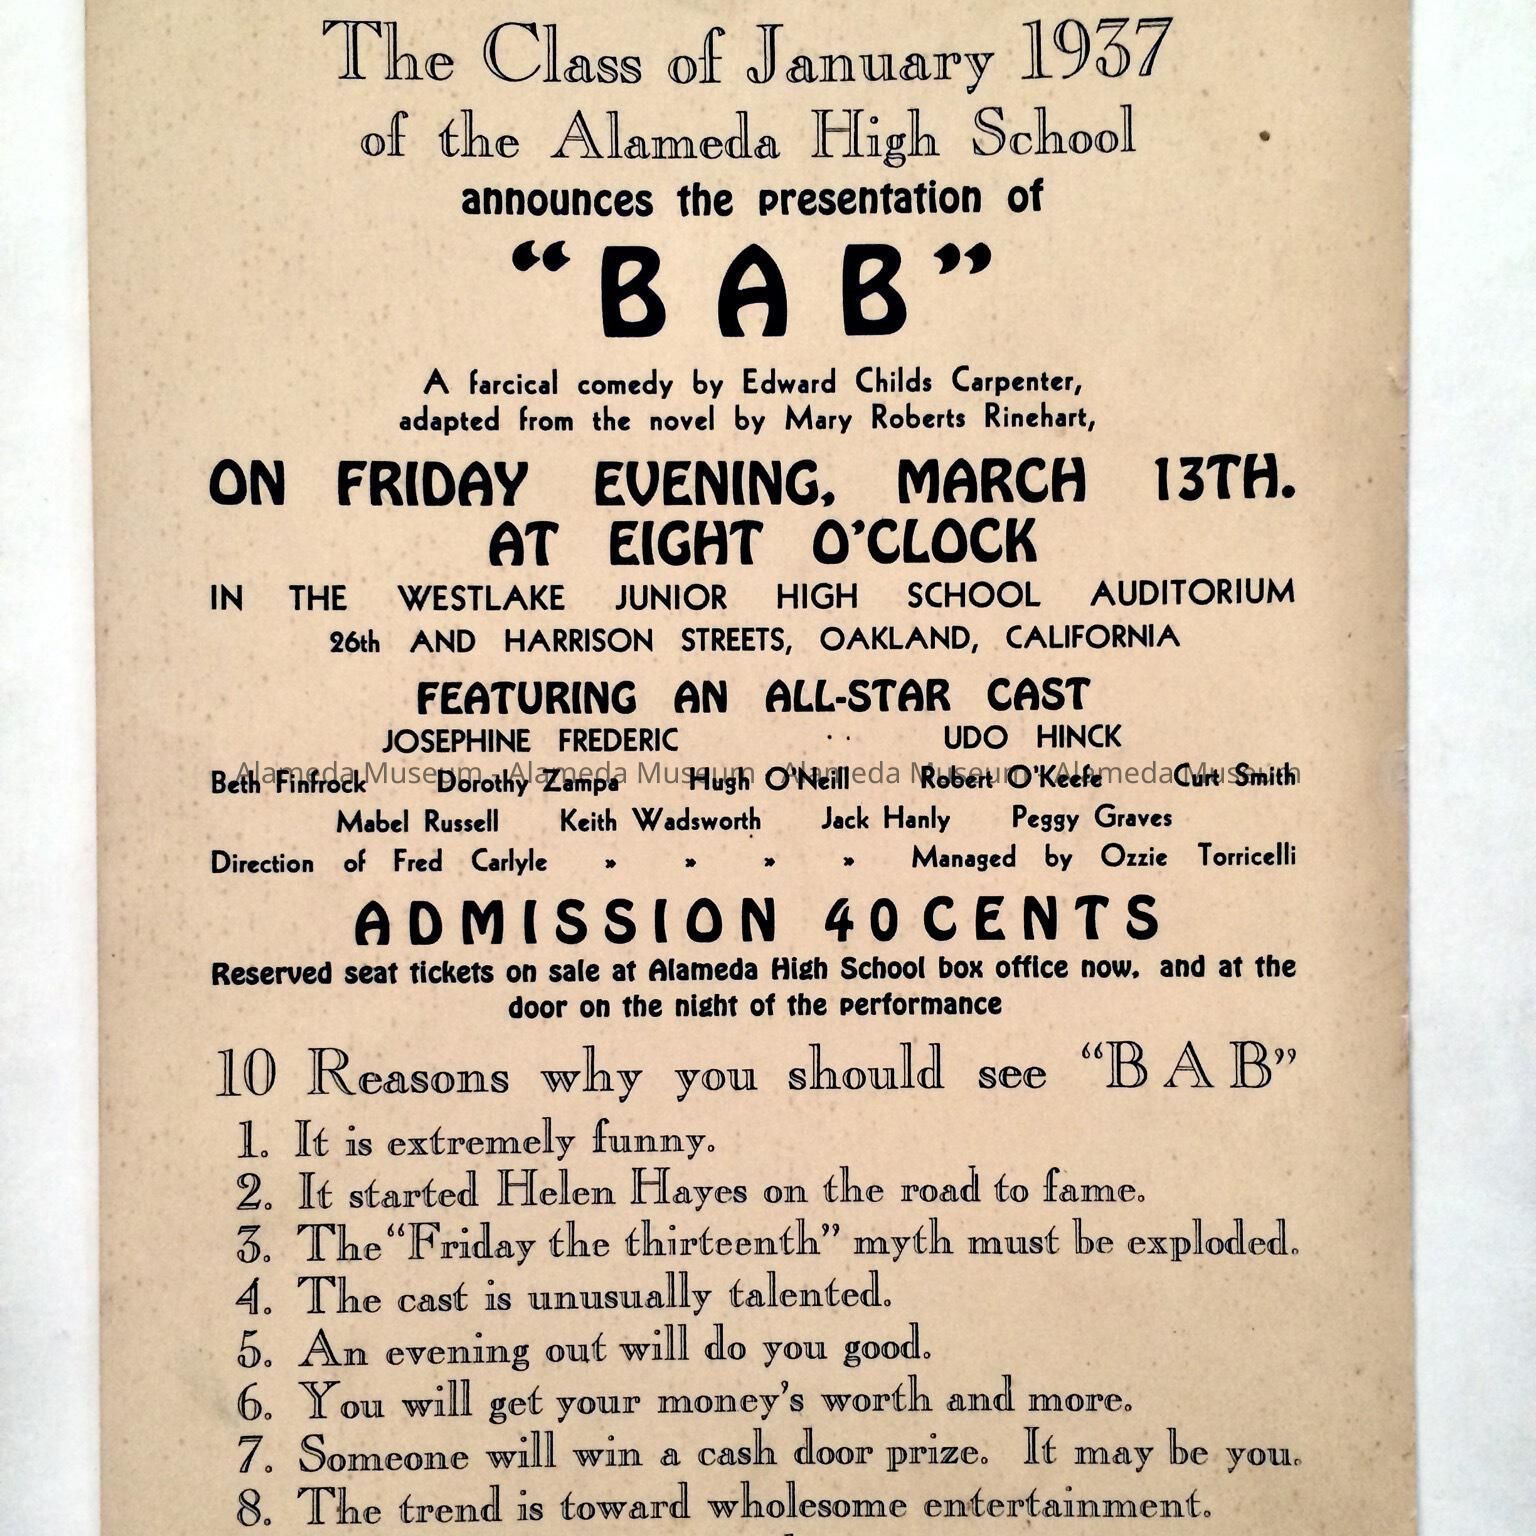 The Class of January 1937
of the Alameda High School
announces the presentation of
“BAB”
A farcical comedy by Edward Childs Carpenter,
adapted from the novel by Mary Roberts Rinehart,
ON FRIDAY EVENING, MARCH 13TH.
AT EIGHT O’CLOCK
IN THE WESTLAKE JUNIOR HIGH SCHOOL AUDITORIUM
26th AND HARRISON STREETS, OAKLAND, CALIFORNIA
FEATURING AN ALL-STAR CAST
JOSEPHINE FREDERIC .. UDO HINCK
Alameda Museum - Alameda Museum - Alameda Museum - Alameda Museum
Beth Finfrock Dorothy Zampa Hugh O’Neill Robert O’Keefe Curt Smith
Mabel Russell Keith Wadsworth Jack Hanly Peggy Graves
Direction of Fred Carlyle » » » » Managed by Ozzie Torricelli
ADMISSION 40 CENTS
Reserved seat tickets on sale at Alameda High School box office now, and at the
door on the night of the performance
10 Reasons why you should see “BAB”
1. It is extremely funny.
2. It started Helen Hayes on the road to fame.
3. The “Friday the thirteenth” myth must be exploded.
4. The cast is unusually talented.
5. An evening out will do you good.
6. You will get your money’s worth and more.
7. Someone will win a cash door prize. It may be you.
8. The trend is toward wholesome entertainment.